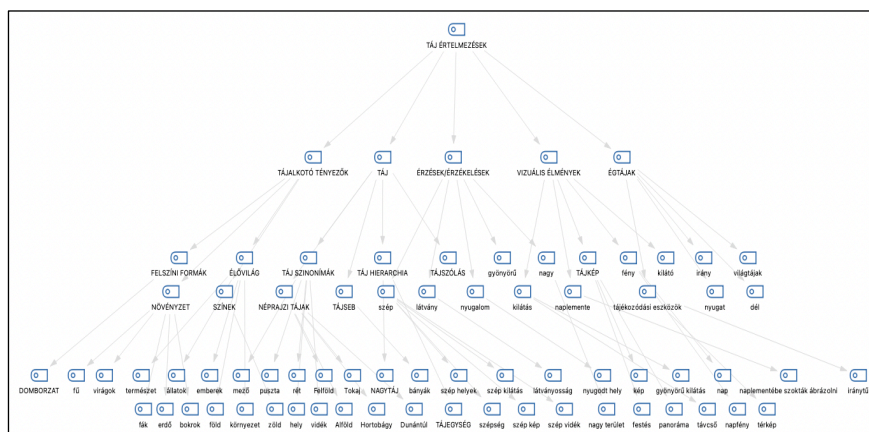 TÁJ ÉRTELMEZÉSEK
TÁJALKOTÓ TÉNYEZŐK TÁJ ÉRZÉSEK/ÉRZÉKELÉSEK VIZUÁLIS ÉLMÉNYEK ÉGTÁJAK
FELSZÍNI FORMÁK ÉLŐVILÁG TÁJ SZINONÍMÁK TÁJ HIERARCHIA TÁJSZÓLÁS gyönyörű nagy TÁJKÉP fény kilátó irány világtájak
NÖVÉNYZET SZÍNEK NÉPRAJZI TÁJAK TÁJSEB szép látvány nyugalom kilátás naplemente tájékozódási eszközök nyugat dél
DOMBORZAT fű virágok természet állatok emberek mező puszta rét Felföld Tokaj NAGYTÁJ bányák szép helyek szép kilátás látványosság nyugodt hely kép gyönyörű kilátás nap naplementébe szokták ábrázolni iránytű
fák erdő bokrok föld környezet zöld hely vidék Alföld Hortobágy Dunántúl TÁJEGYSÉG szépség szép kép szép vidék nagy terület festés panoráma távcső napfény térkép